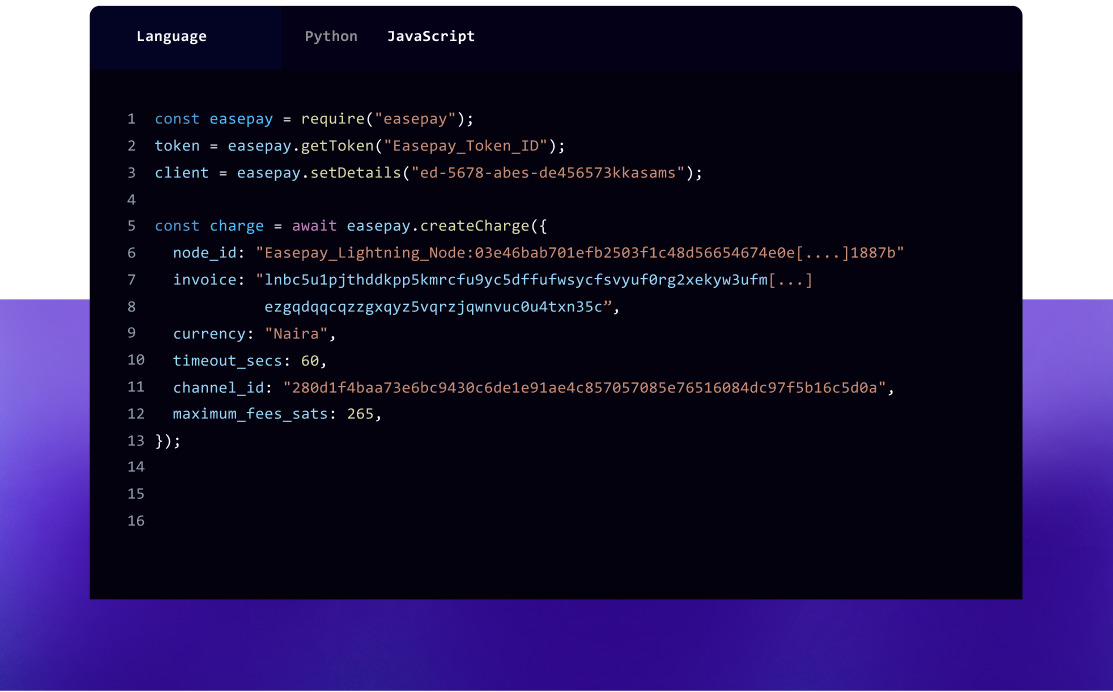 Language Python JavaScript
1 const easepay = require("easepay");
2 token = easepay.getToken("Easepay_Token_ID");
3 client = easepay.setDetails("ed-5678-abes-de456573kkasams");
4
5 const charge = await easepay.createCharge({
6 node_id: "Easepay_Lightning_Node:03e46bab701efb2503f1c48d56654674e0e[....]1887b"
7 invoice: "lnbc5u1pjthddkpp5kmrcfu9yc5dffufwsycfsvyuf0rg2xekyw3ufm[...]
8 ezgqdqqcqzzgxqyz5vqrzjqwnvuc0u4txn35c”,
9 currency: "Naira",
10 timeout_secs: 60,
11 channel_id: "280d1f4baa73e6bc9430c6de1e91ae4c857057085e76516084dc97f5b16c5d0a",
12 maximum_fees_sats: 265,
13 });
14
15
16